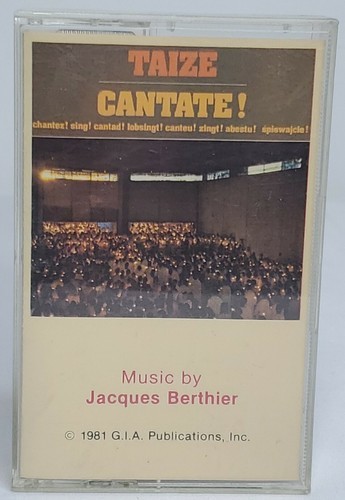 TAIZE
CANTATE!
chantez! sing! cantad! lobsingt! canteu! zingt! abestu! śpiewajcie!
Music by
Jacques Berthier
© 1981 G.I.A. Publications, Inc.